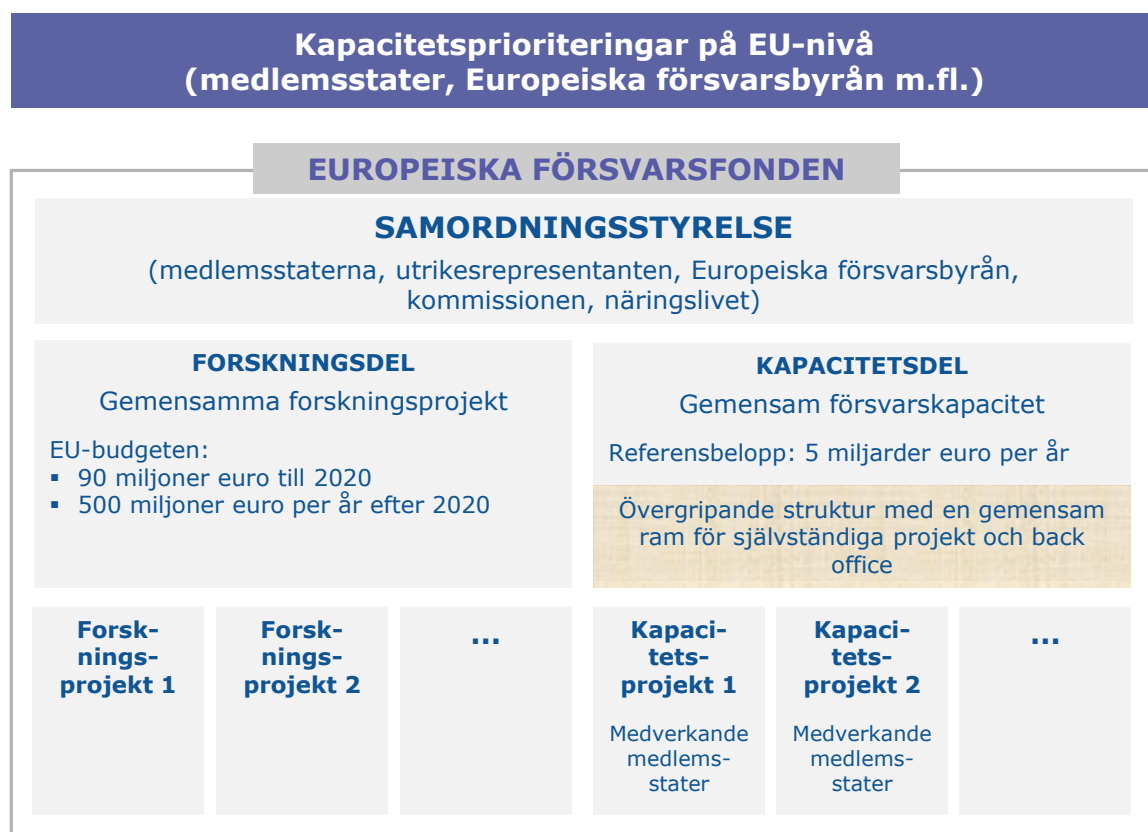 Kapacitetsprioriteringar på EU-nivå
(medlemsstater, Europeiska försvarsbyrån m.fl.)
EUROPEISKA FÖRSVARSFONDEN
SAMORDNINGSSTYRELSE
(medlemsstaterna, utrikesrepresentanten, Europeiska försvarsbyrån,
kommissionen, näringslivet)
FORSKNINGSDEL
Gemensamma forskningsprojekt
EU-budgeten:
▪ 90 miljoner euro till 2020
▪ 500 miljoner euro per år efter 2020
KAPACITETSDEL
Gemensam försvarskapacitet
Referensbelopp: 5 miljarder euro per år
Övergripande struktur med en gemensam
ram för självständiga projekt och back
office
Forsk-
nings-
projekt 1
Forsk-
nings-
projekt 2
...
Kapaci-
tets-
projekt 1
Medverkande
medlems-
stater
Kapaci-
tets-
projekt 2
Medverkande
medlems-
stater
...